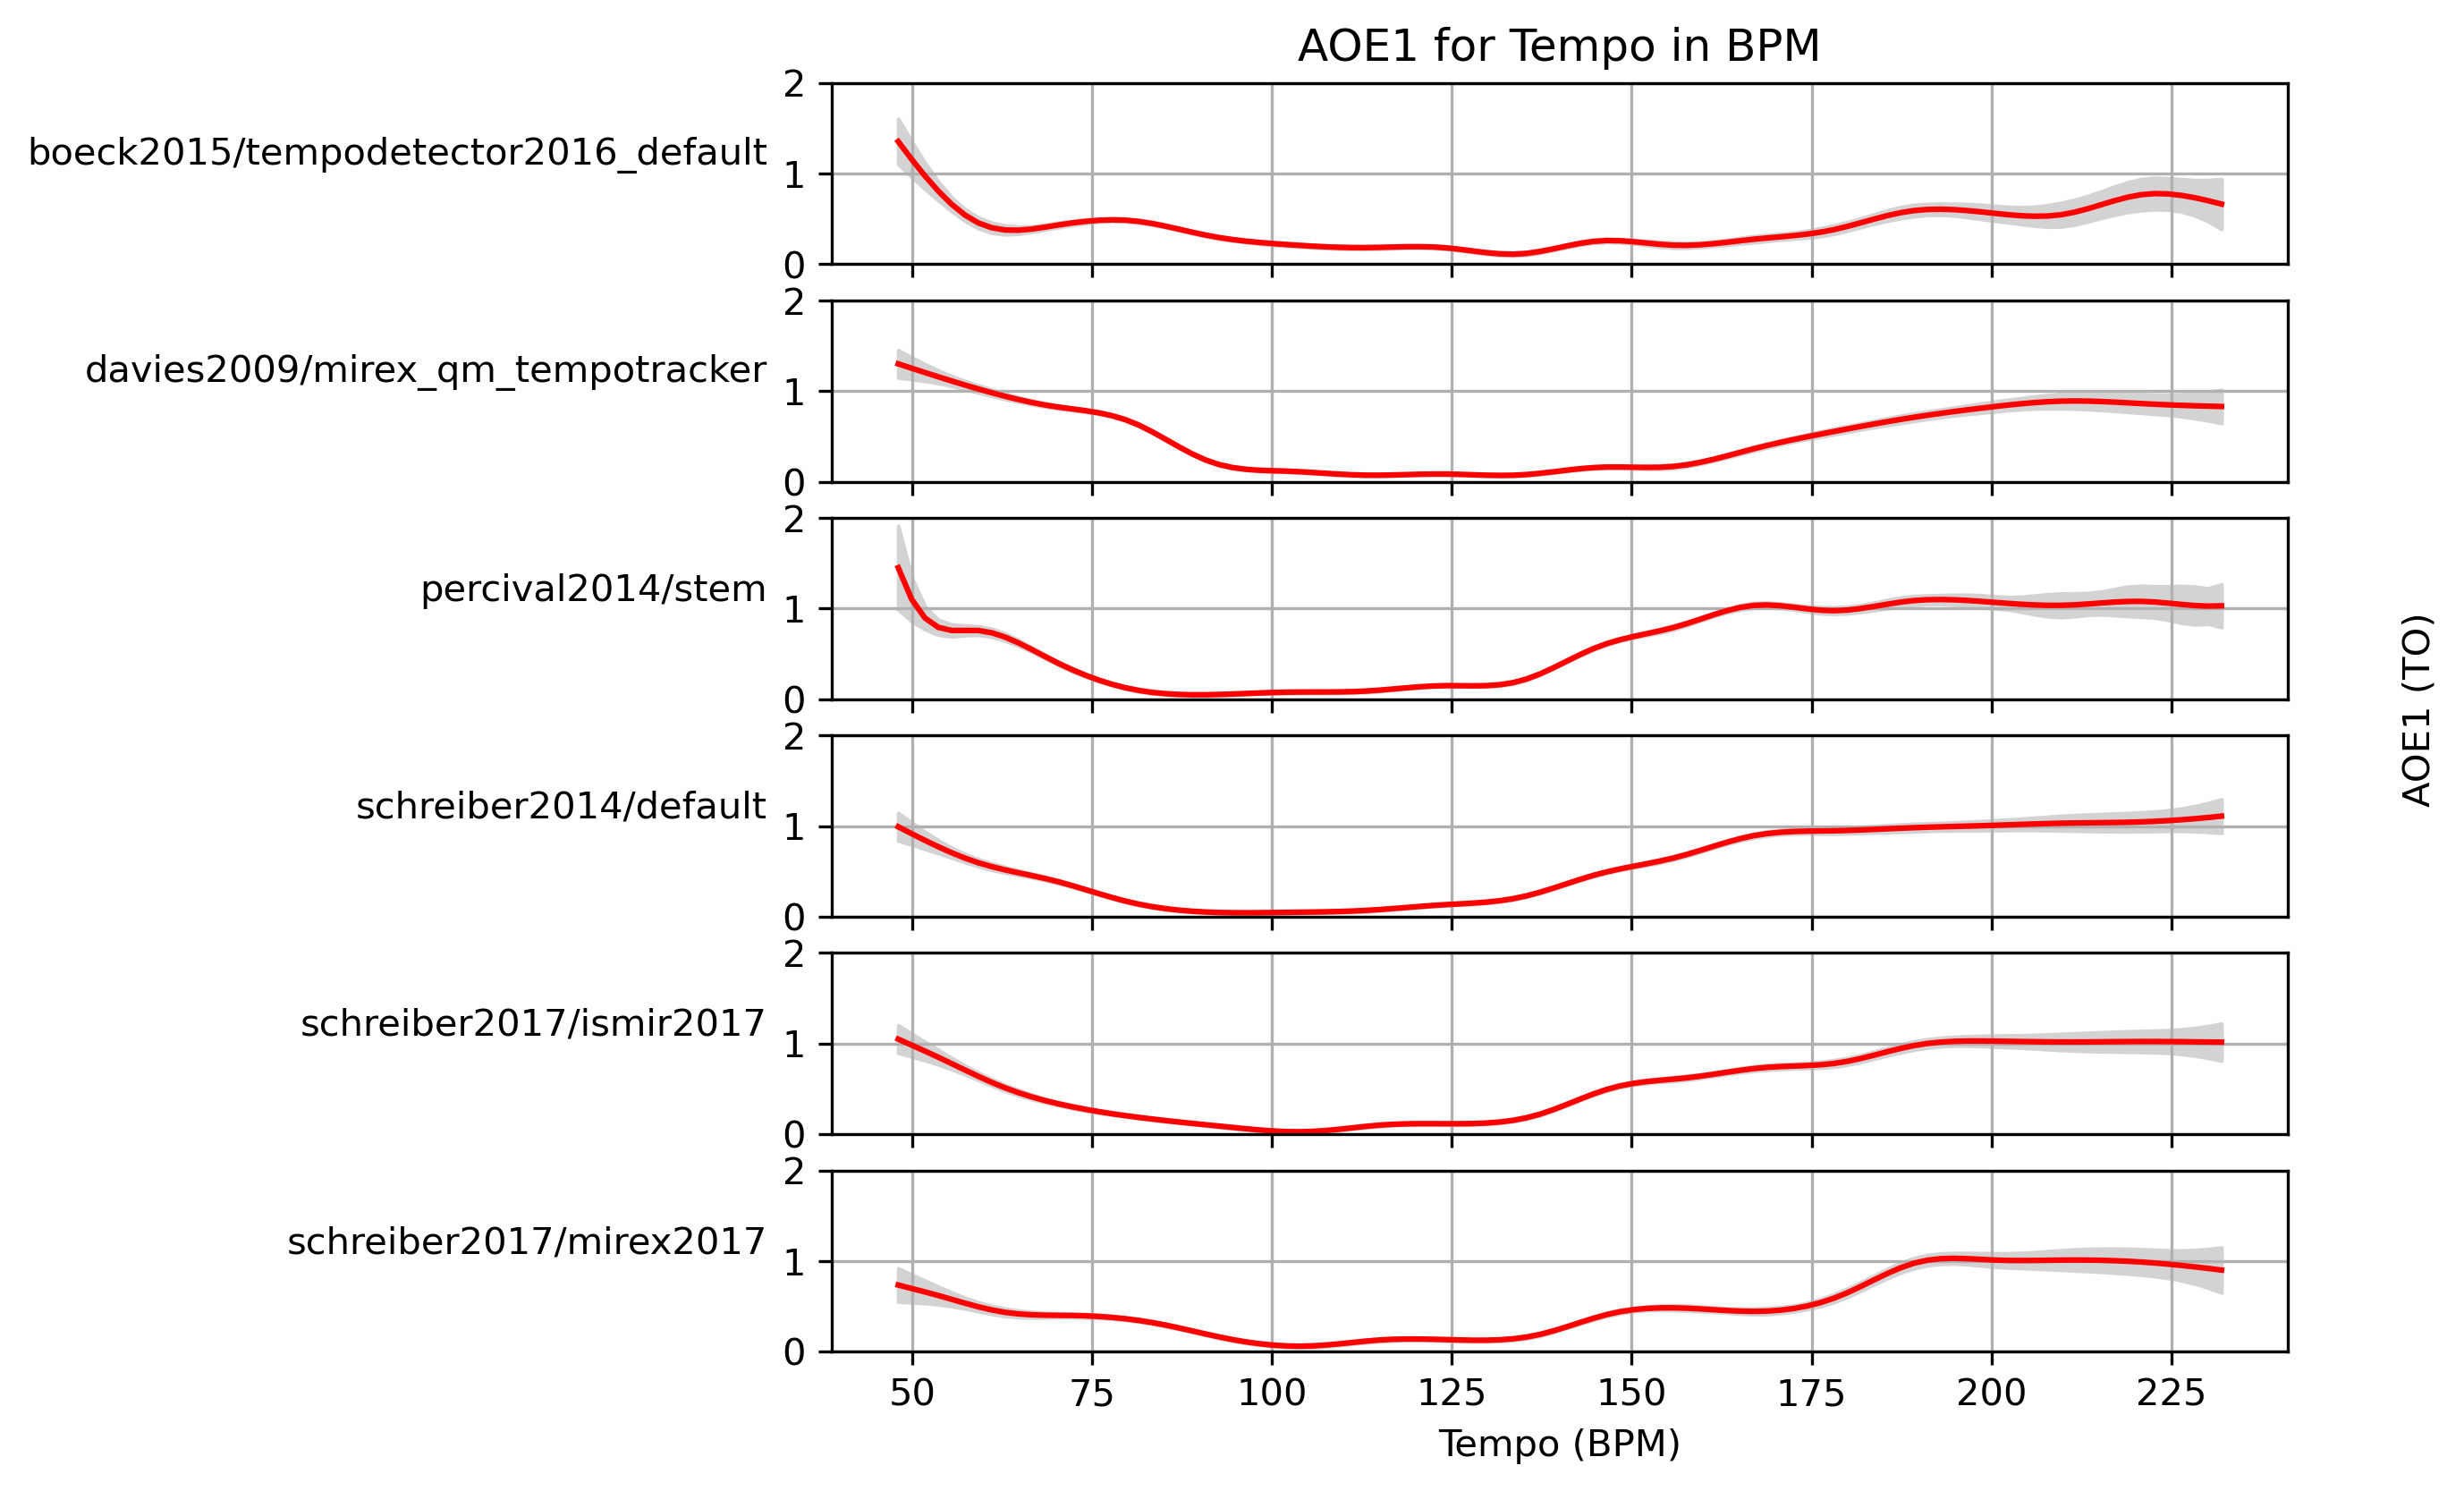 AOE1 for Tempo in BPM
boeck2015/tempodetector2016_default
2
1
0
davies2009/mirex_qm_tempotracker
2
1
0
percival2014/stem
2
1
0
schreiber2014/default
2
1
0
schreiber2017/ismir2017
2
1
0
schreiber2017/mirex2017
2
1
0
50 75 100 125 150 175 200 225
Tempo (BPM)
AOE1 (TO)